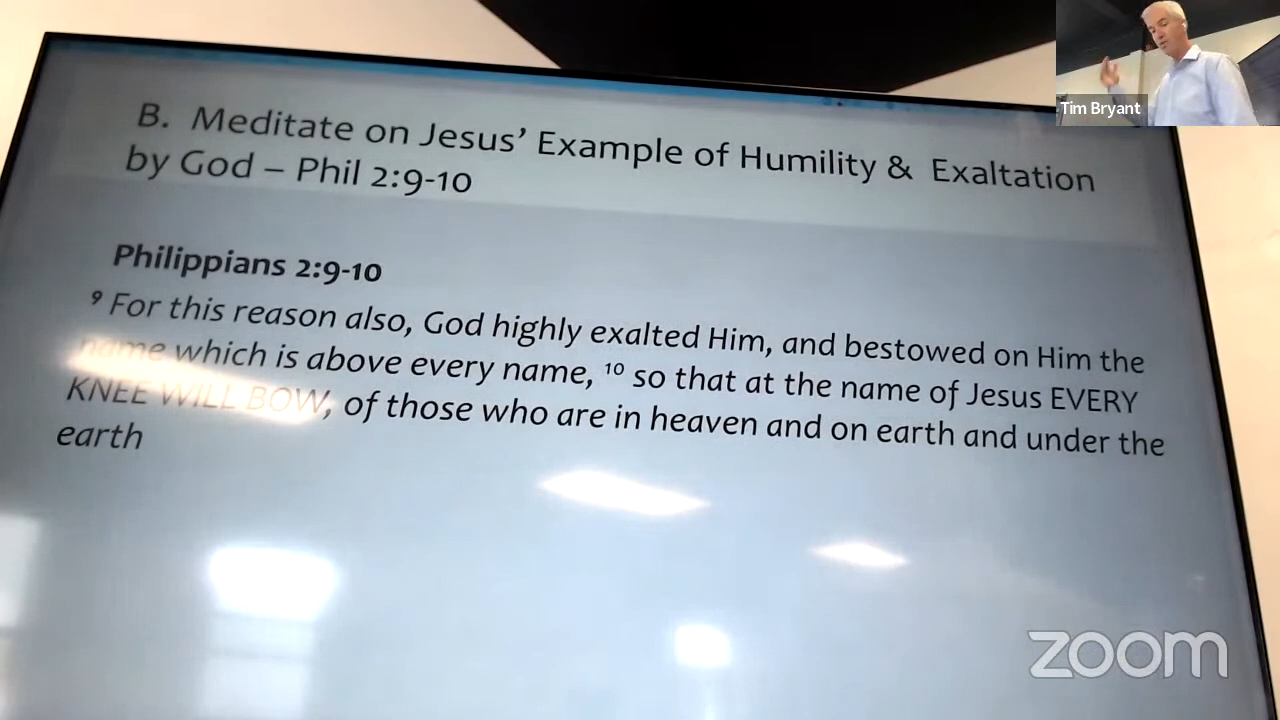 B. Meditate on Jesus’ Example of Humility & Exaltation
by God – Phil 2:9-10
Philippians 2:9-10
⁹ For this reason also, God highly exalted Him, and bestowed on Him the
name which is above every name, ¹⁰ so that at the name of Jesus EVERY
KNEE WILL BOW, of those who are in heaven and on earth and under the
earth
Tim Bryant
zoom